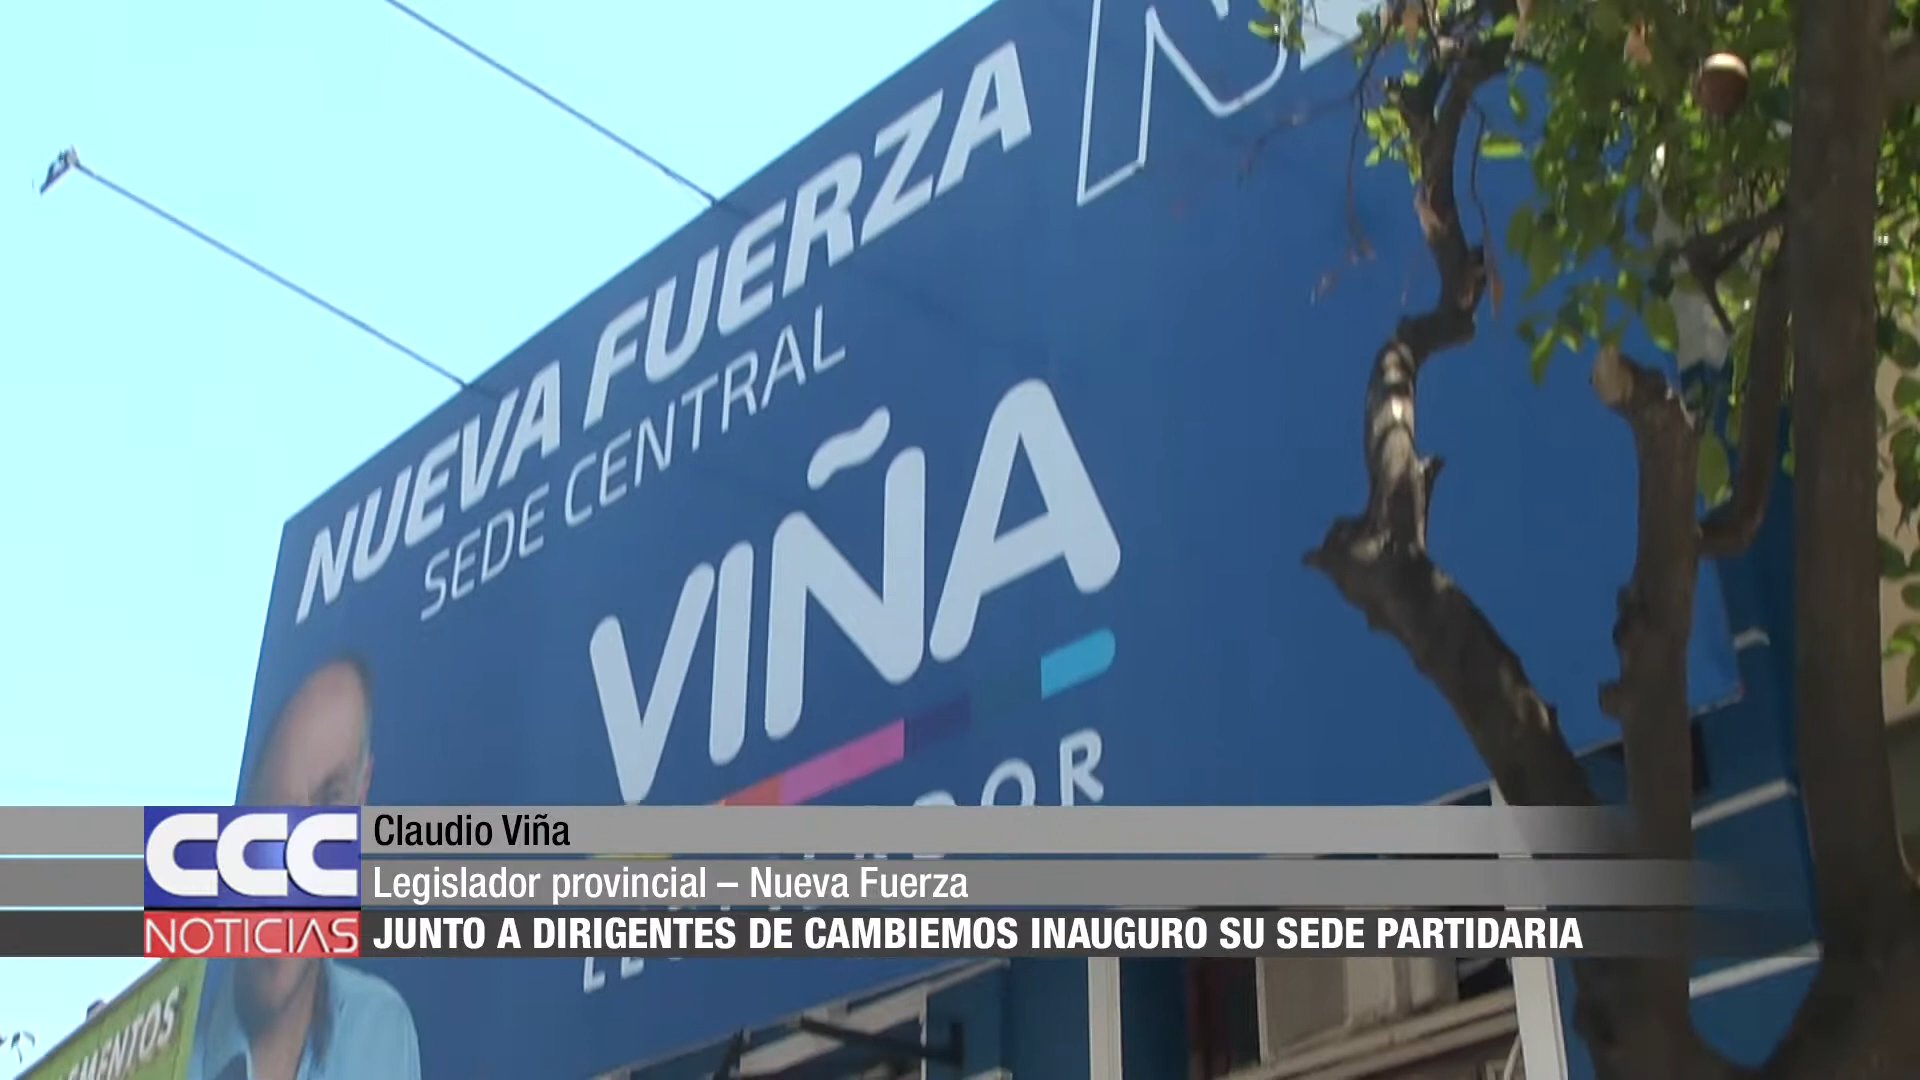 NUEVA FUERZA
SEDE CENTRAL
VIÑA
CCC
NOTICIAS
Claudio Viña
Legislador provincial – Nueva Fuerza
JUNTO A DIRIGENTES DE CAMBIEMOS INAUGURO SU SEDE PARTIDARIA